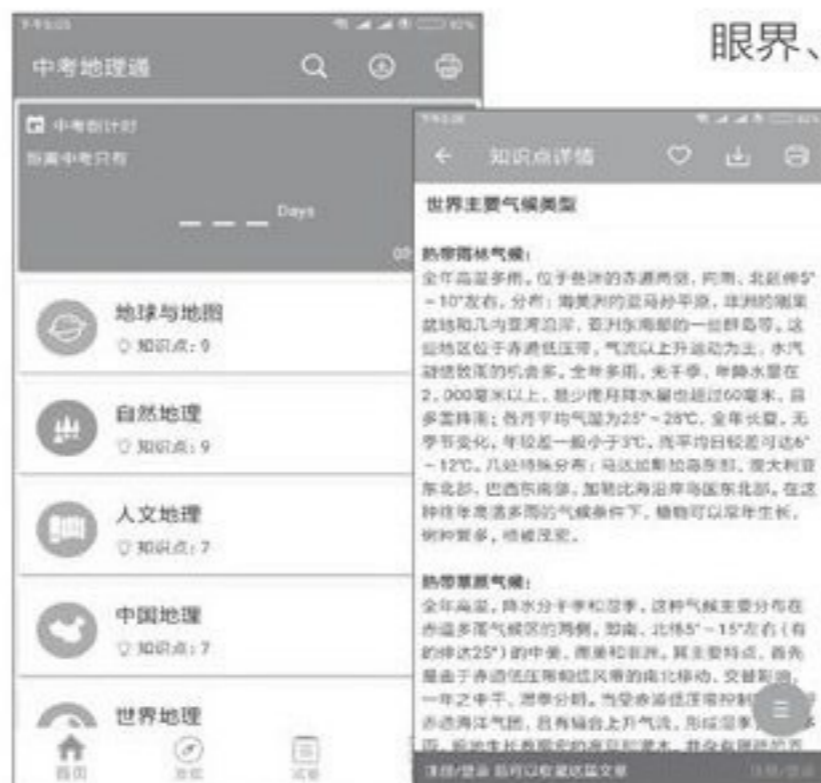 眼界、
中考地理通
中考倒计时
距离中考只有
Days
地球与地图
知识点：9
自然地理
知识点：9
人文地理
知识点：7
中国地理
知识点：7
世界地理
首页
发现
试卷
知识点详情
世界主要气候类型
热带雨林气候：
全年高温多雨。位于各洲的赤道两侧，向南、北延伸5°
~10°左右。分布：南美洲的亚马孙平原，非洲的刚果
盆地和几内亚湾沿岸，亚洲东南部的一些群岛等。这
些地区位于赤道低压带，气流以上升运动为主，水汽
凝结致雨的机会多。全年多雨，无干季，年降水量在
2，000毫米以上，最少雨月降水量也超过60毫米，且
多雷阵雨；各月平均气温为25°~28℃，全年长夏，无
季节变化，年较差一般小于3℃，而平均日较差可达6°
~12℃。几处特殊分布：马达加斯加岛东部，澳大利亚
东北部，巴西东南部，加勒比海沿岸岛国东北部。在这
种终年高温多雨的气候条件下，植物可以常年生长，
树种繁多，植被茂密。
热带草原气候：
全年高温，降水分干季和湿季。这种气候主要分布在
赤道多雨气候区的两侧，即南、北纬5°~15°左右（有
的伸达25°）的中美、南美和非洲。其主要特点，首先
是由于赤道低压带和信风带的南北移动、交替影响，
一年之中干、湿季分明。当受赤道低压带控制
赤道海洋气团，且有辐合上升气流，形成湿季
注册/登录 后可以收藏这篇文章